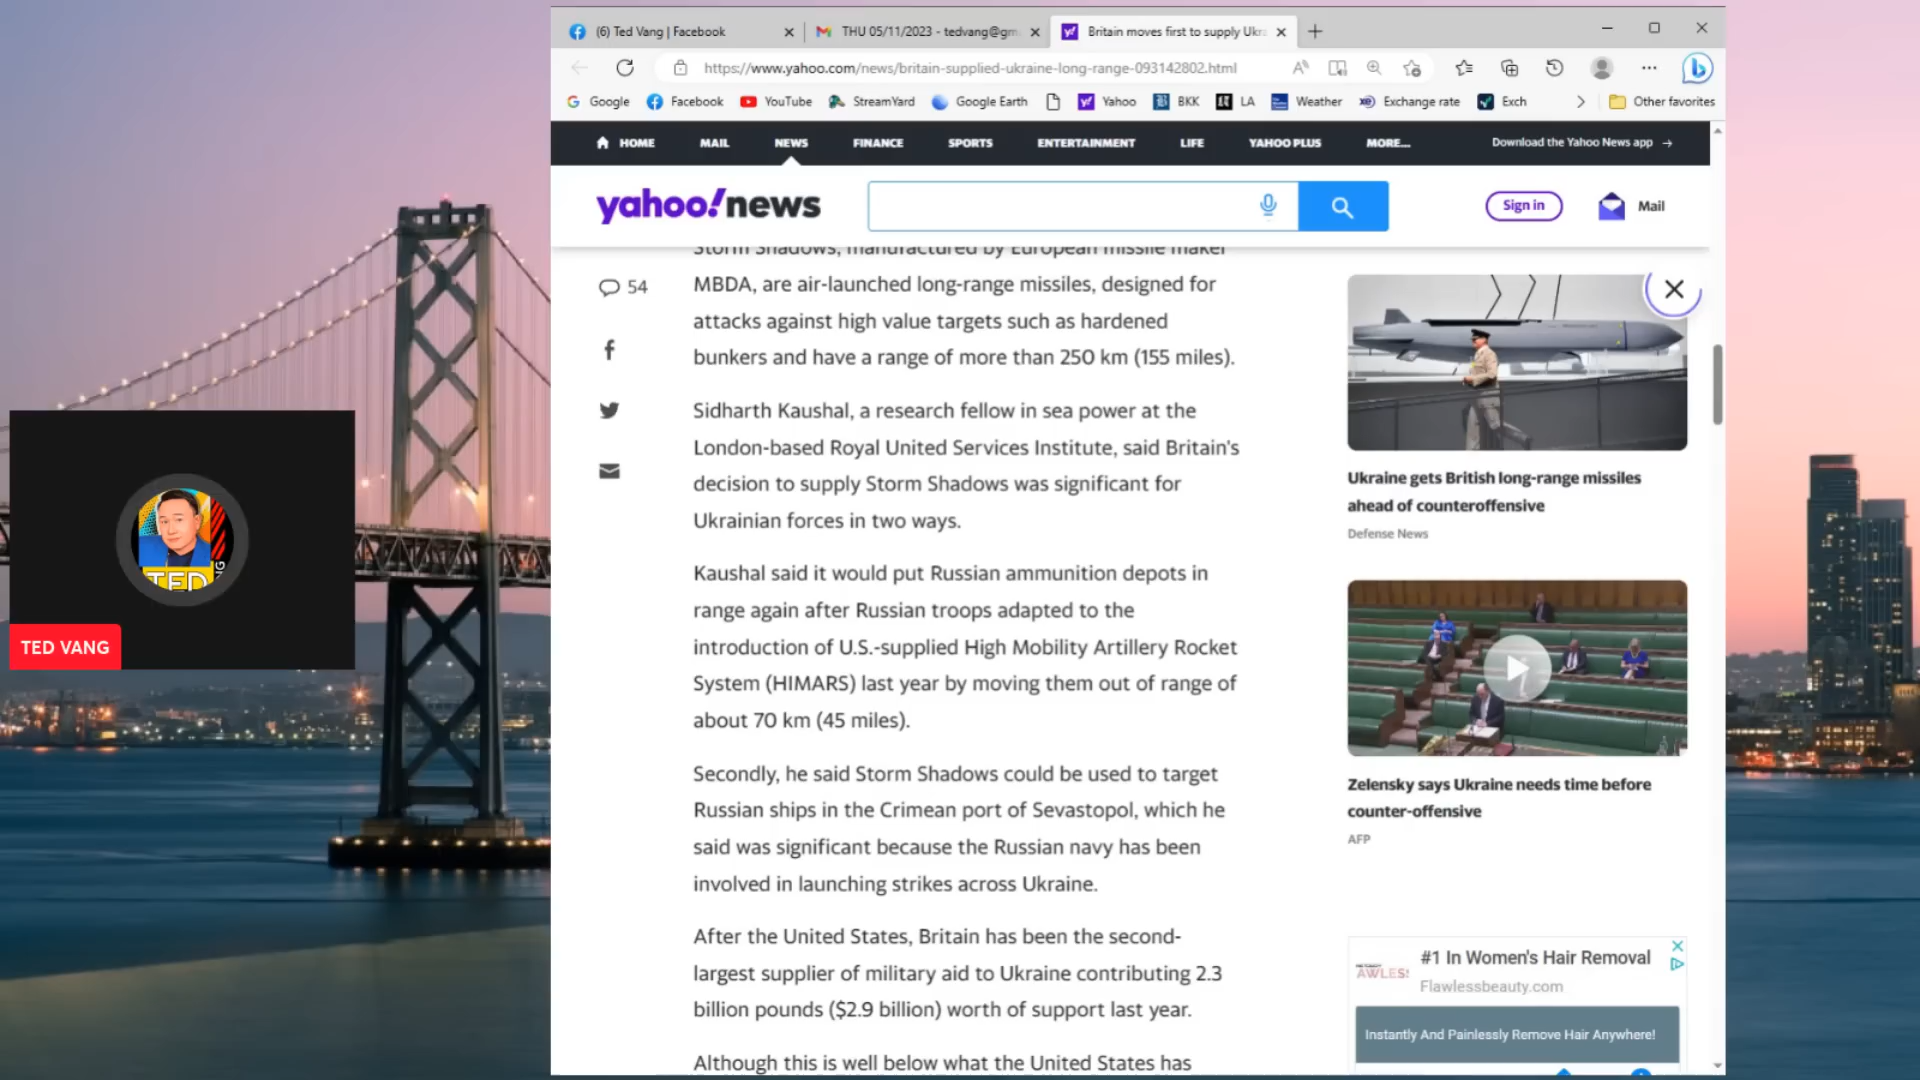 (6) Ted Vang | Facebook
THU 05/11/2023 - tedvang@gm
Britain moves first to supply Ukr
https://www.yahoo.com/news/britain-supplied-ukraine-long-range-093142802.html
Google Facebook YouTube StreamYard Google Earth Yahoo BKK LA Weather Exchange rate Exch Other favorites
HOME MAIL NEWS FINANCE SPORTS ENTERTAINMENT LIFE YAHOO PLUS MORE... Download the Yahoo News app →
yahoo!news
Sign in
Mail
Storm Shadows, manufactured by European missile maker
MBDA, are air-launched long-range missiles, designed for
attacks against high value targets such as hardened
bunkers and have a range of more than 250 km (155 miles).
54
Sidharth Kaushal, a research fellow in sea power at the
London-based Royal United Services Institute, said Britain's
decision to supply Storm Shadows was significant for
Ukrainian forces in two ways.
Kaushal said it would put Russian ammunition depots in
range again after Russian troops adapted to the
introduction of U.S.-supplied High Mobility Artillery Rocket
System (HIMARS) last year by moving them out of range of
about 70 km (45 miles).
Secondly, he said Storm Shadows could be used to target
Russian ships in the Crimean port of Sevastopol, which he
said was significant because the Russian navy has been
involved in launching strikes across Ukraine.
After the United States, Britain has been the second-
largest supplier of military aid to Ukraine contributing 2.3
billion pounds ($2.9 billion) worth of support last year.
Although this is well below what the United States has
Ukraine gets British long-range missiles
ahead of counteroffensive
Defense News
Zelensky says Ukraine needs time before
counter-offensive
AFP
#1 In Women's Hair Removal
Flawlessbeauty.com
AWLES
Instantly And Painlessly Remove Hair Anywhere!
TED
NG
TED VANG